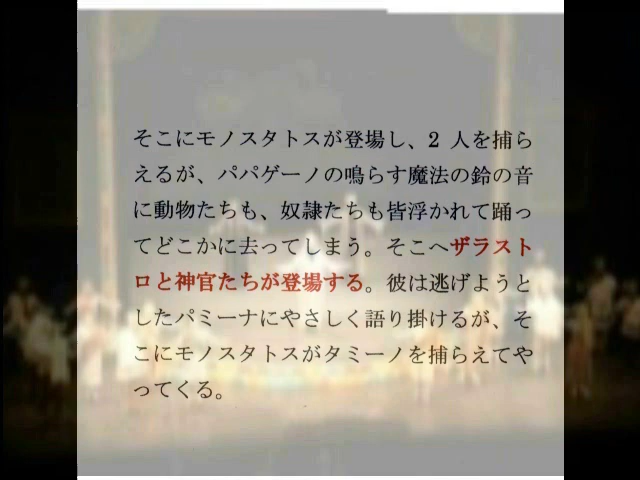 そこにモノスタトスが登場し、2 人を捕ら
えるが、パパゲーノの鳴らす魔法の鈴の音
に動物たちも、奴隷たちも皆浮かれて踊っ
てどこかに去ってしまう。そこへザラスト
ロと神官たちが登場する。彼は逃げようと
したパミーナにやさしく語り掛けるが、そ
こにモノスタトスがタミーノを捕らえてや
ってくる。